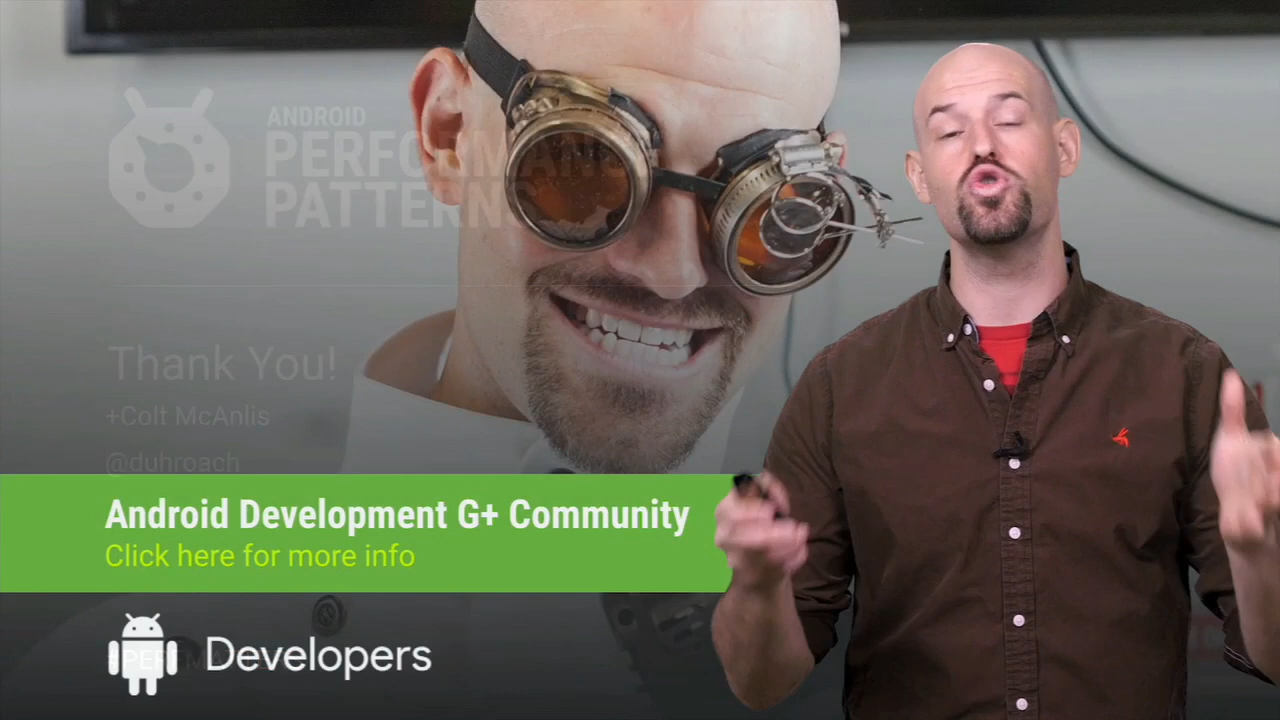 ANDROID
PERFORMANCE
PATTERNS
Thank You!
+Colt McAnlis
@duhroach
Android Development G+ Community
Click here for more info
Developers